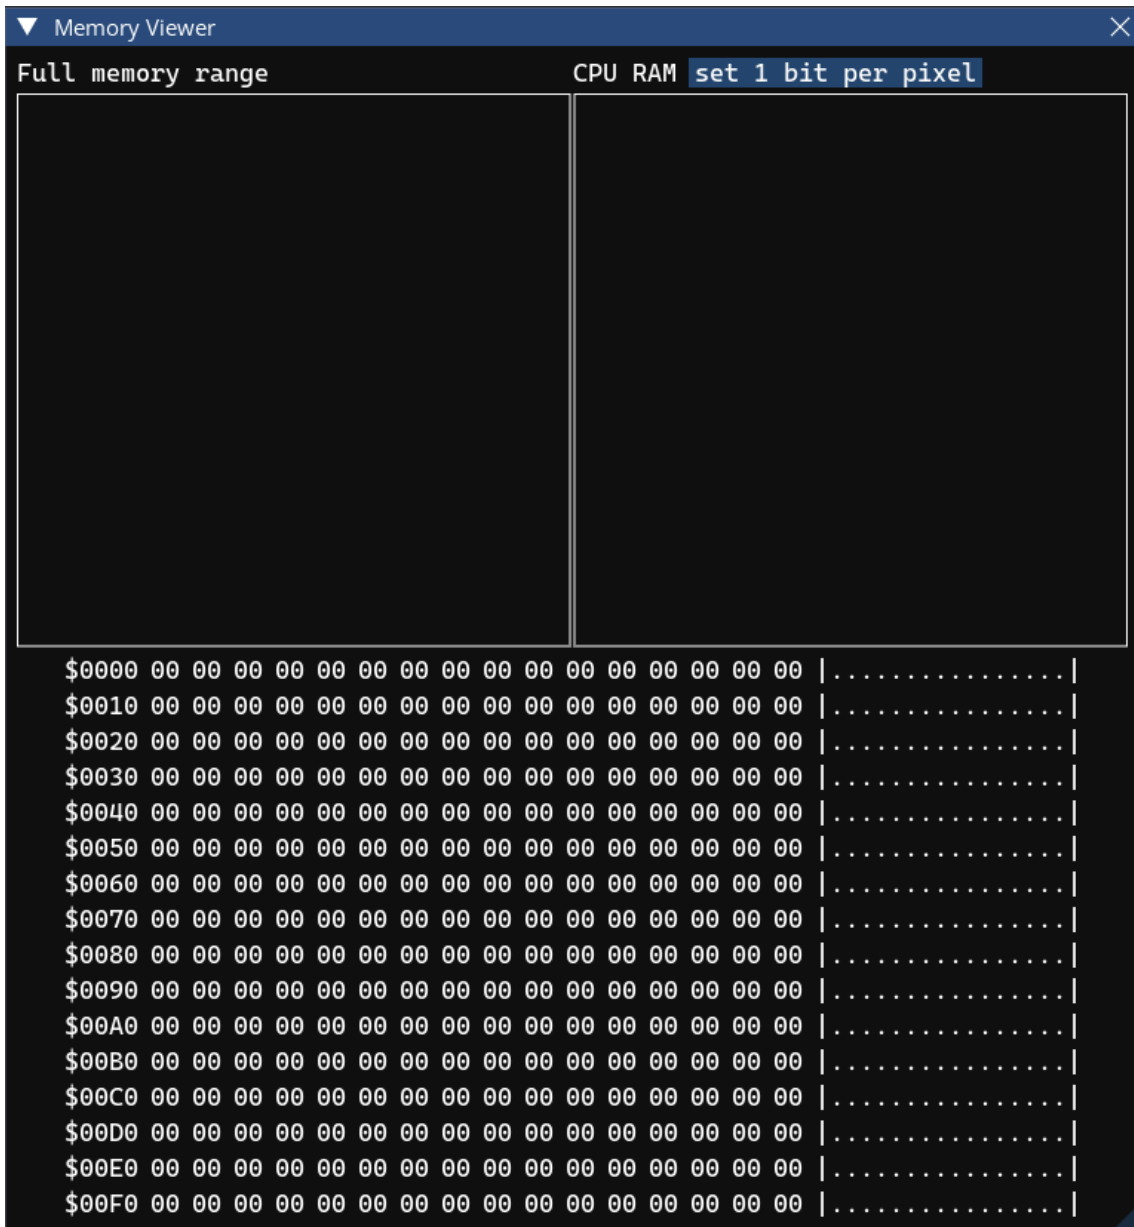 Memory Viewer
Full memory range CPU RAM set 1 bit per pixel
$0000 00 00 00 00 00 00 00 00 00 00 00 00 00 00 00 00 |................|
$0010 00 00 00 00 00 00 00 00 00 00 00 00 00 00 00 00 |................|
$0020 00 00 00 00 00 00 00 00 00 00 00 00 00 00 00 00 |................|
$0030 00 00 00 00 00 00 00 00 00 00 00 00 00 00 00 00 |................|
$0040 00 00 00 00 00 00 00 00 00 00 00 00 00 00 00 00 |................|
$0050 00 00 00 00 00 00 00 00 00 00 00 00 00 00 00 00 |................|
$0060 00 00 00 00 00 00 00 00 00 00 00 00 00 00 00 00 |................|
$0070 00 00 00 00 00 00 00 00 00 00 00 00 00 00 00 00 |................|
$0080 00 00 00 00 00 00 00 00 00 00 00 00 00 00 00 00 |................|
$0090 00 00 00 00 00 00 00 00 00 00 00 00 00 00 00 00 |................|
$00A0 00 00 00 00 00 00 00 00 00 00 00 00 00 00 00 00 |................|
$00B0 00 00 00 00 00 00 00 00 00 00 00 00 00 00 00 00 |................|
$00C0 00 00 00 00 00 00 00 00 00 00 00 00 00 00 00 00 |................|
$00D0 00 00 00 00 00 00 00 00 00 00 00 00 00 00 00 00 |................|
$00E0 00 00 00 00 00 00 00 00 00 00 00 00 00 00 00 00 |................|
$00F0 00 00 00 00 00 00 00 00 00 00 00 00 00 00 00 00 |................|